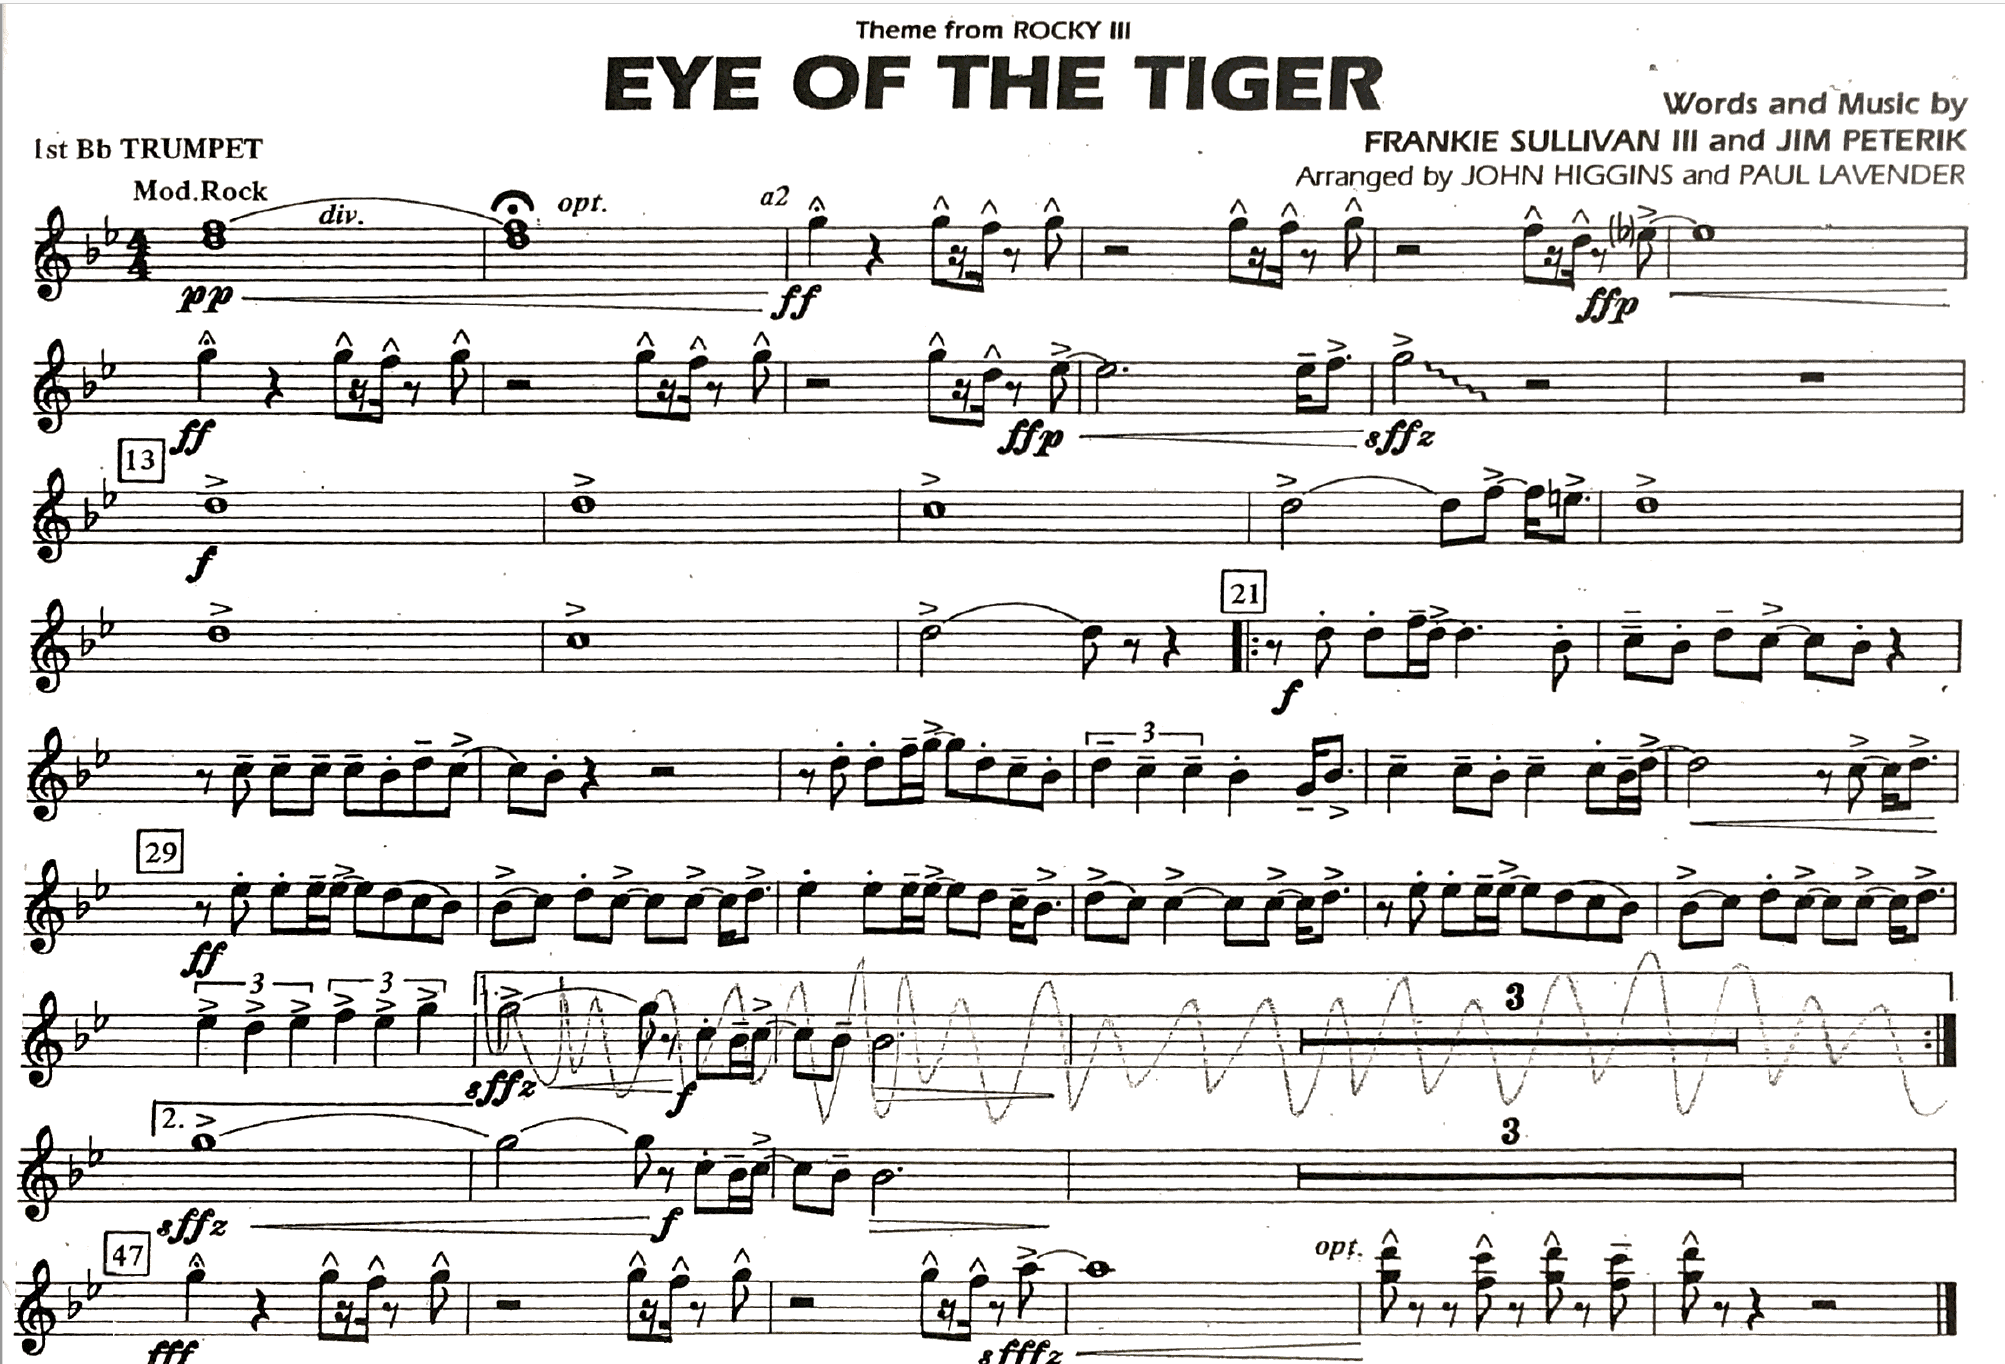 Theme from ROCKY III
EYE OF THE TIGER
Words and Music by
FRANKIE SULLIVAN III and JIM PETERIK
Arranged by JOHN HIGGINS and PAUL LAVENDER
1st Bb TRUMPET
Mod.Rock
div. opt. a2
4
4
pp ff ffp
ff ffp sffz
13
f
21
f
3
29
ff
3 3 1. 3
sffz f
2. 3
sffz f
47 opt.
fff sfffz